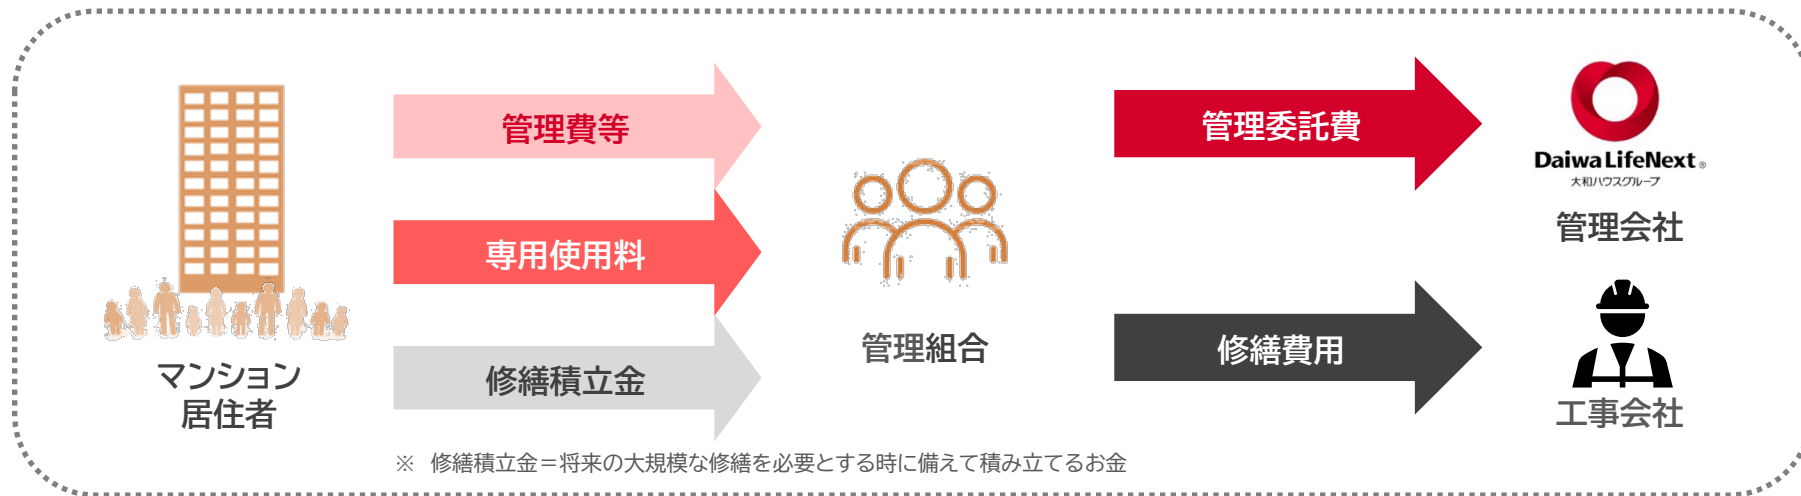 管理費等
専用使用料
修繕積立金
マンション
居住者
管理組合
管理委託費
修繕費用
Daiwa LifeNext®
大和ハウスグループ
管理会社
工事会社
※ 修繕積立金＝将来の大規模な修繕を必要とする時に備えて積み立てるお金